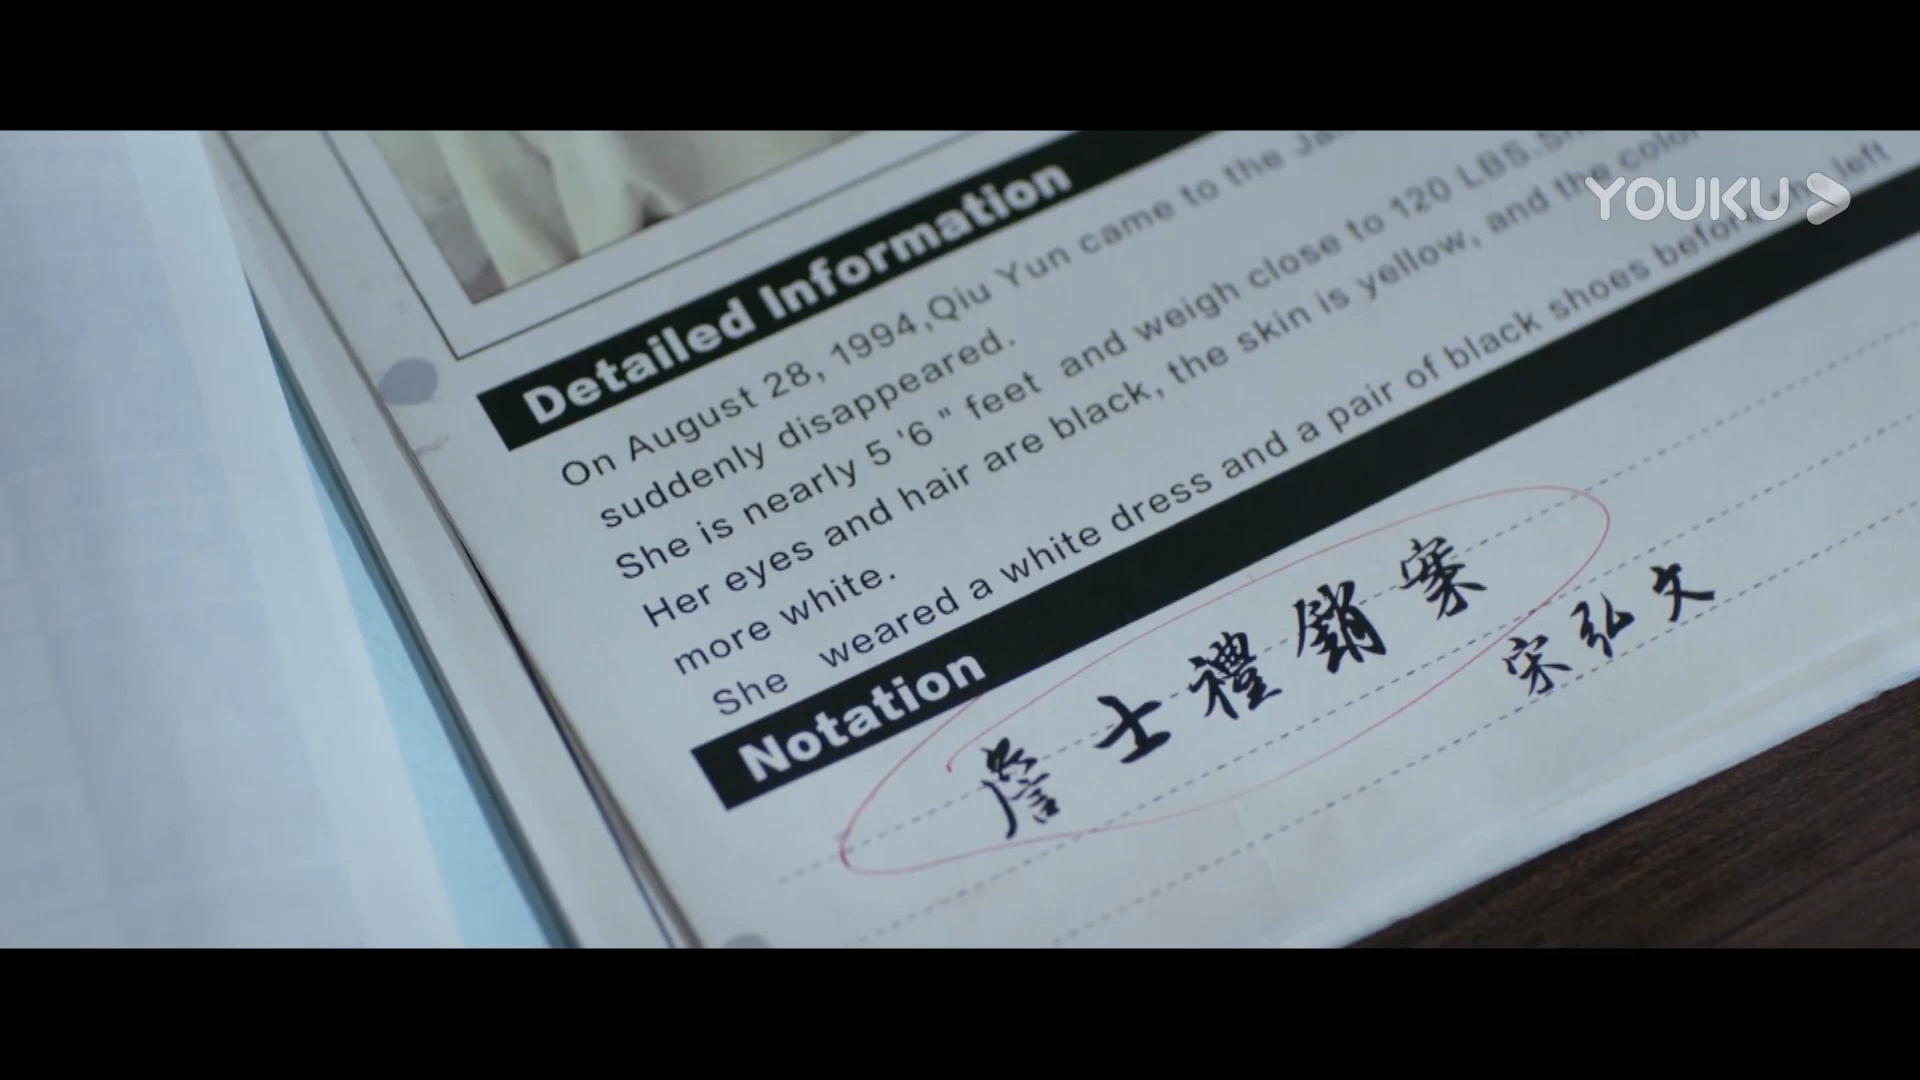 YOUKU
Detailed Information
On August 28, 1994,Qiu Yun came to the
suddenly disappeared.
She is nearly 5 '6 " feet and weigh close to 120 LBS.
Her eyes and hair are black, the skin is yellow, and the color
more white.
She weared a white dress and a pair of black shoes before she left
Notation
詹士禮銷案
宋弘文